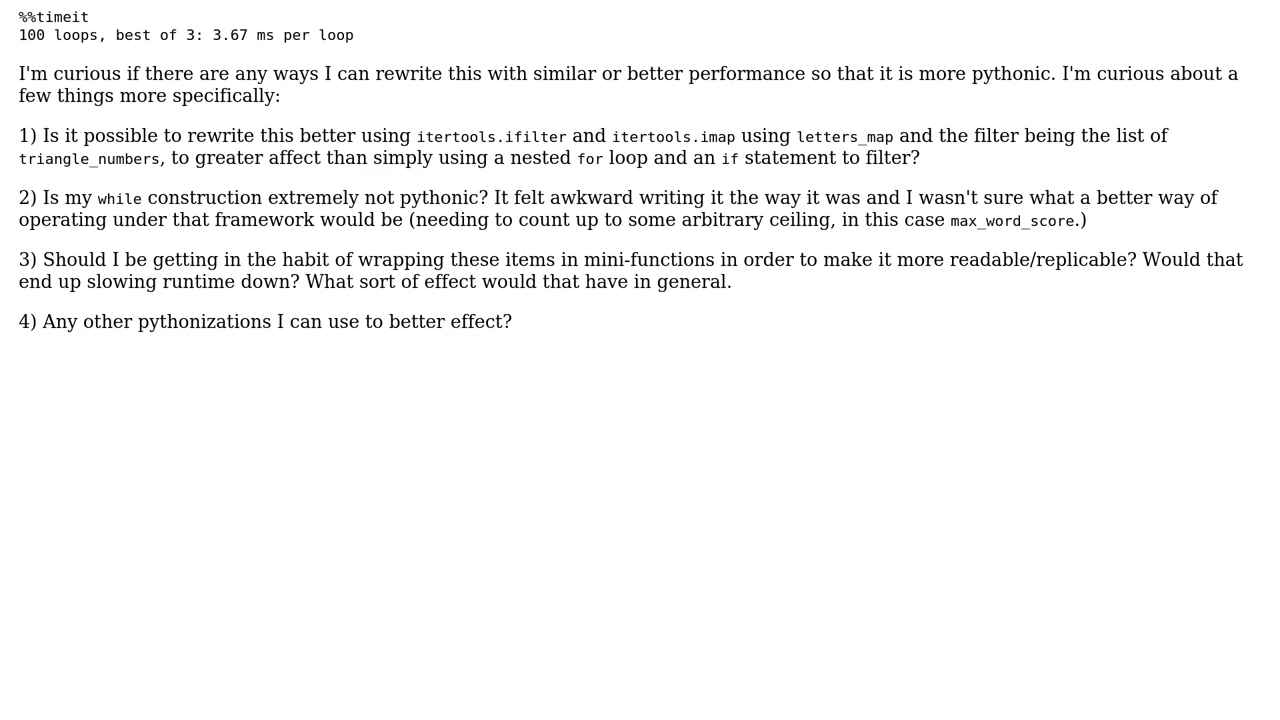 %%timeit
100 loops, best of 3: 3.67 ms per loop
I'm curious if there are any ways I can rewrite this with similar or better performance so that it is more pythonic. I'm curious about a
few things more specifically:
1) Is it possible to rewrite this better using itertools.ifilter and itertools.imap using letters_map and the filter being the list of
triangle_numbers, to greater affect than simply using a nested for loop and an if statement to filter?
2) Is my while construction extremely not pythonic? It felt awkward writing it the way it was and I wasn't sure what a better way of
operating under that framework would be (needing to count up to some arbitrary ceiling, in this case max_word_score.)
3) Should I be getting in the habit of wrapping these items in mini-functions in order to make it more readable/replicable? Would that
end up slowing runtime down? What sort of effect would that have in general.
4) Any other pythonizations I can use to better effect?